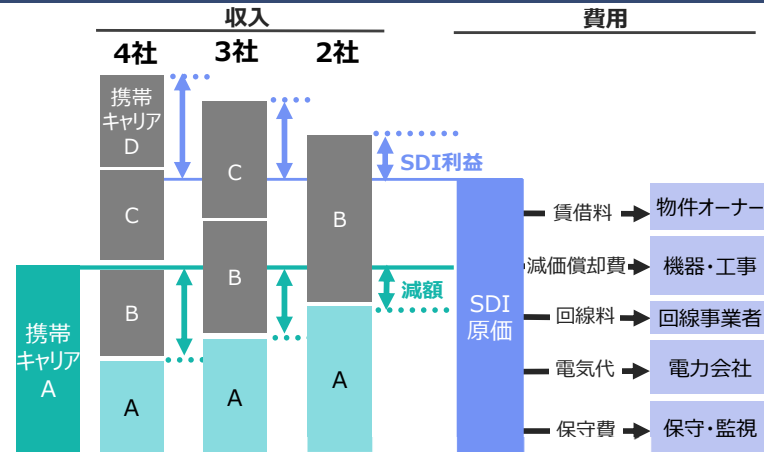 収入
費用
4社
3社
2社
携帯
キャリア
D
C
B
A
C
B
A
B
A
携帯
キャリア
A
SDI利益
減額
SDI
原価
賃借料
物件オーナー
減価償却費
機器・工事
回線料
回線事業者
電気代
電力会社
保守費
保守・監視